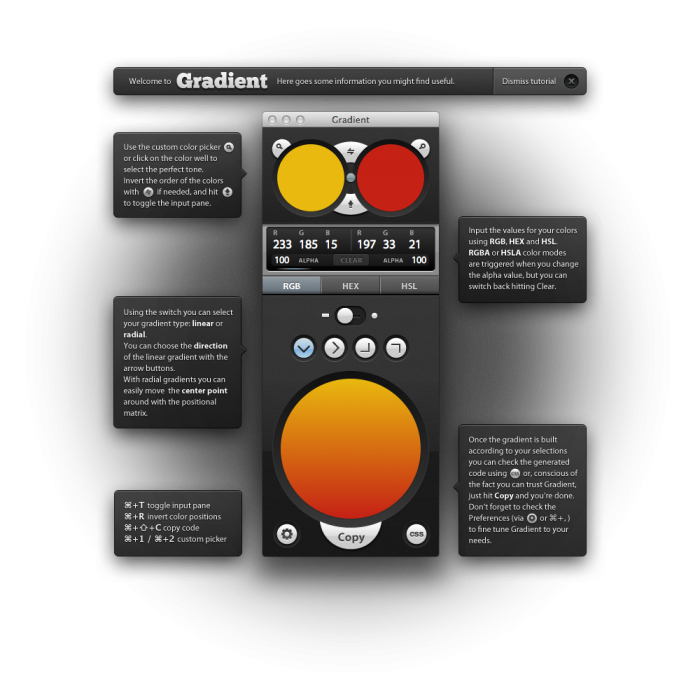 Welcome to Gradient Here goes some information you might find useful. Dismiss tutorial
Gradient
Use the custom color picker
or click on the color well to
select the perfect tone.
Invert the order of the colors
with if needed, and hit
to toggle the input pane.
R G B R G B
233 185 15 197 33 21
100 ALPHA CLEAR ALPHA 100
RGB HEX HSL
Input the values for your colors
using RGB, HEX and HSL.
RGBA or HSLA color modes
are triggered when you change
the alpha value, but you can
switch back hitting Clear.
Using the switch you can select
your gradient type: linear or
radial.
You can choose the direction
of the linear gradient with the
arrow buttons.
With radial gradients you can
easily move the center point
around with the positional
matrix.
Once the gradient is built
according to your selections
you can check the generated
code using css or, conscious of
the fact you can trust Gradient,
just hit Copy and you're done.
Don't forget to check the
Preferences (via or ⌘+,)
to fine tune Gradient to your
needs.
⌘+T toggle input pane
⌘+R invert color positions
⌘+⇧+C copy code
⌘+1 / ⌘+2 custom picker
Copy
css